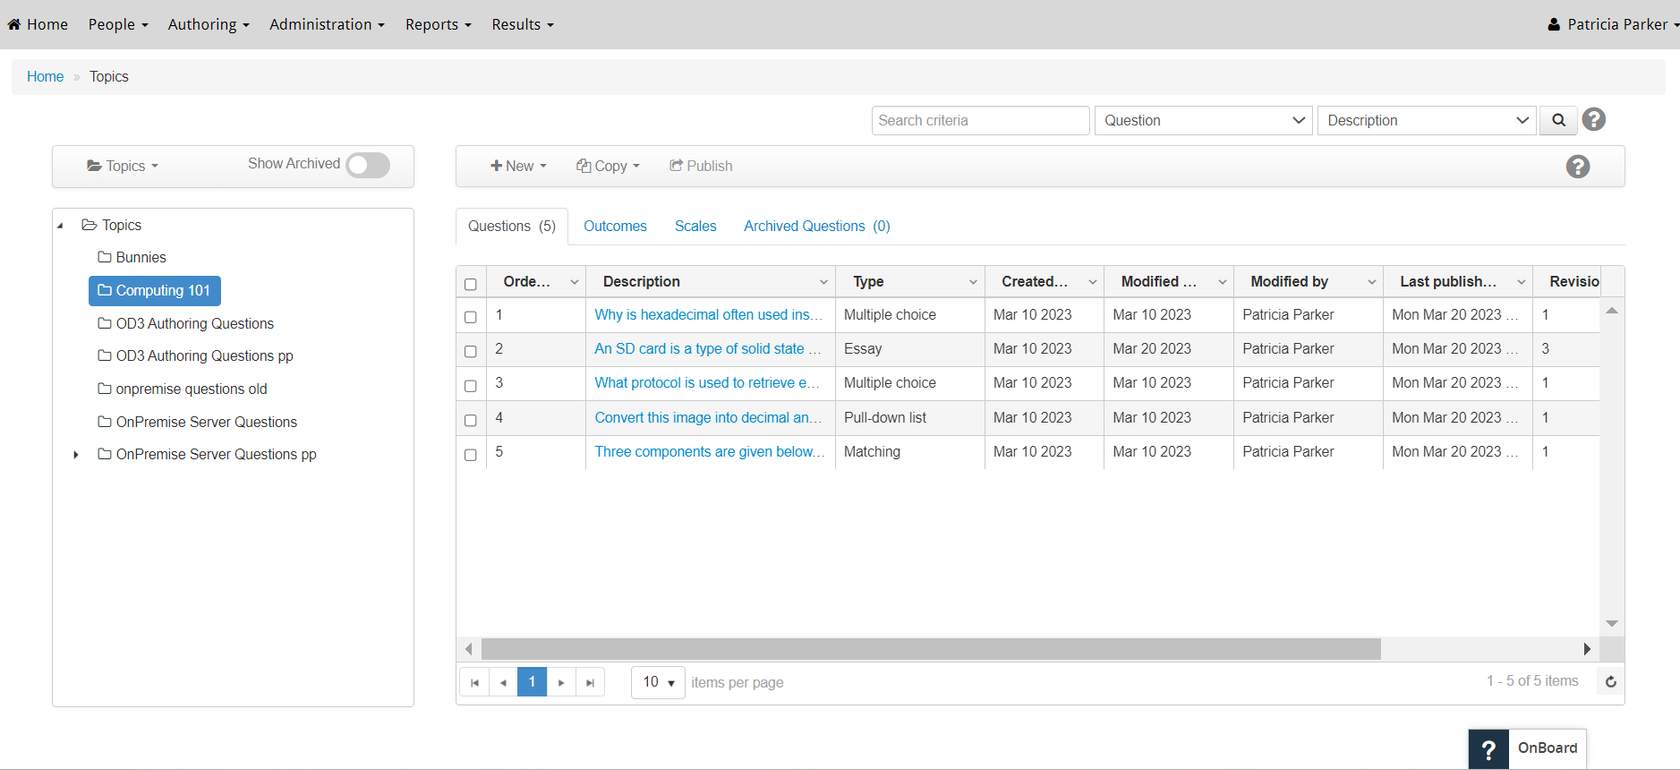 Home People Authoring Administration Reports Results Patricia Parker
Home » Topics
Search criteria Question Description ?
Topics Show Archived
New Copy Publish ?
Topics
Bunnies
Computing 101
OD3 Authoring Questions
OD3 Authoring Questions pp
onpremise questions old
OnPremise Server Questions
OnPremise Server Questions pp
Questions (5) Outcomes Scales Archived Questions (0)
Orde... Description Type Created... Modified ... Modified by Last publish... Revisio
1 Why is hexadecimal often used ins... Multiple choice Mar 10 2023 Mar 10 2023 Patricia Parker Mon Mar 20 2023 ... 1
2 An SD card is a type of solid state ... Essay Mar 10 2023 Mar 20 2023 Patricia Parker Mon Mar 20 2023 ... 3
3 What protocol is used to retrieve e... Multiple choice Mar 10 2023 Mar 10 2023 Patricia Parker Mon Mar 20 2023 ... 1
4 Convert this image into decimal an... Pull-down list Mar 10 2023 Mar 10 2023 Patricia Parker Mon Mar 20 2023 ... 1
5 Three components are given below... Matching Mar 10 2023 Mar 10 2023 Patricia Parker Mon Mar 20 2023 ... 1
1 10 items per page 1 - 5 of 5 items
? OnBoard